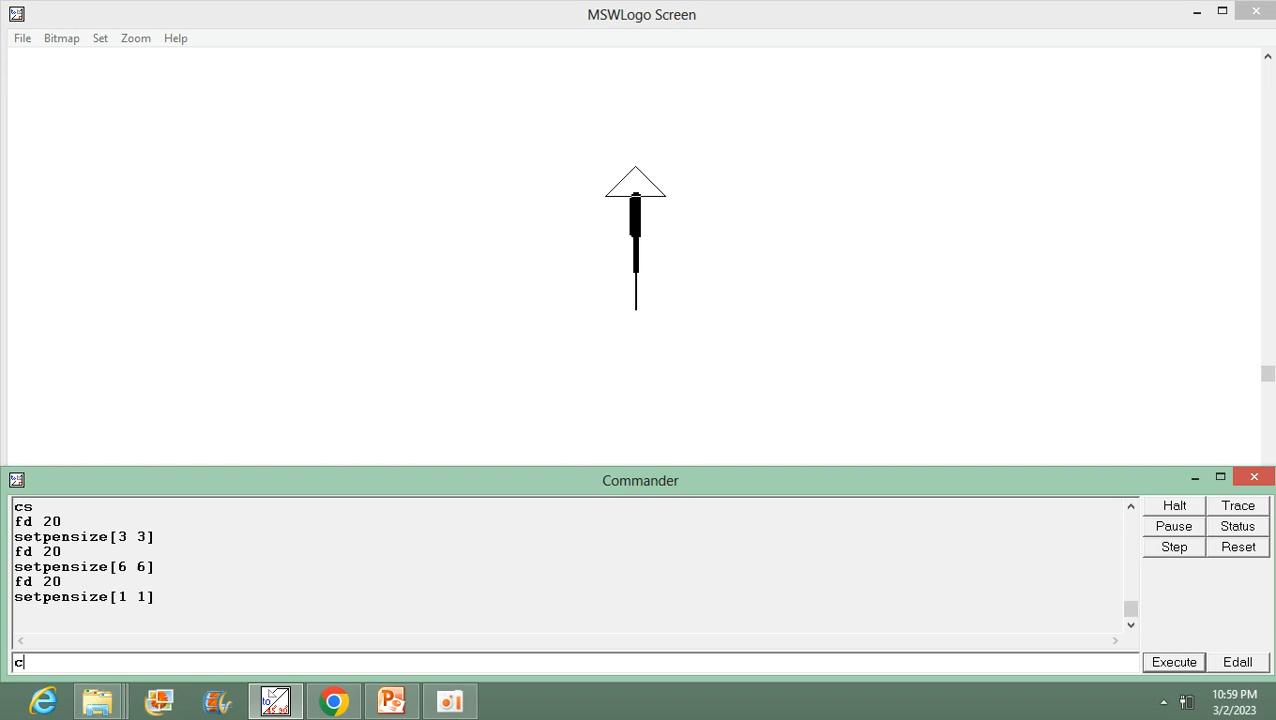 MSWLogo Screen
File Bitmap Set Zoom Help
Commander
cs
fd 20
setpensize[3 3]
fd 20
setpensize[6 6]
fd 20
setpensize[1 1]
c
Halt Trace
Pause Status
Step Reset
Execute Edall
10:59 PM
3/2/2023